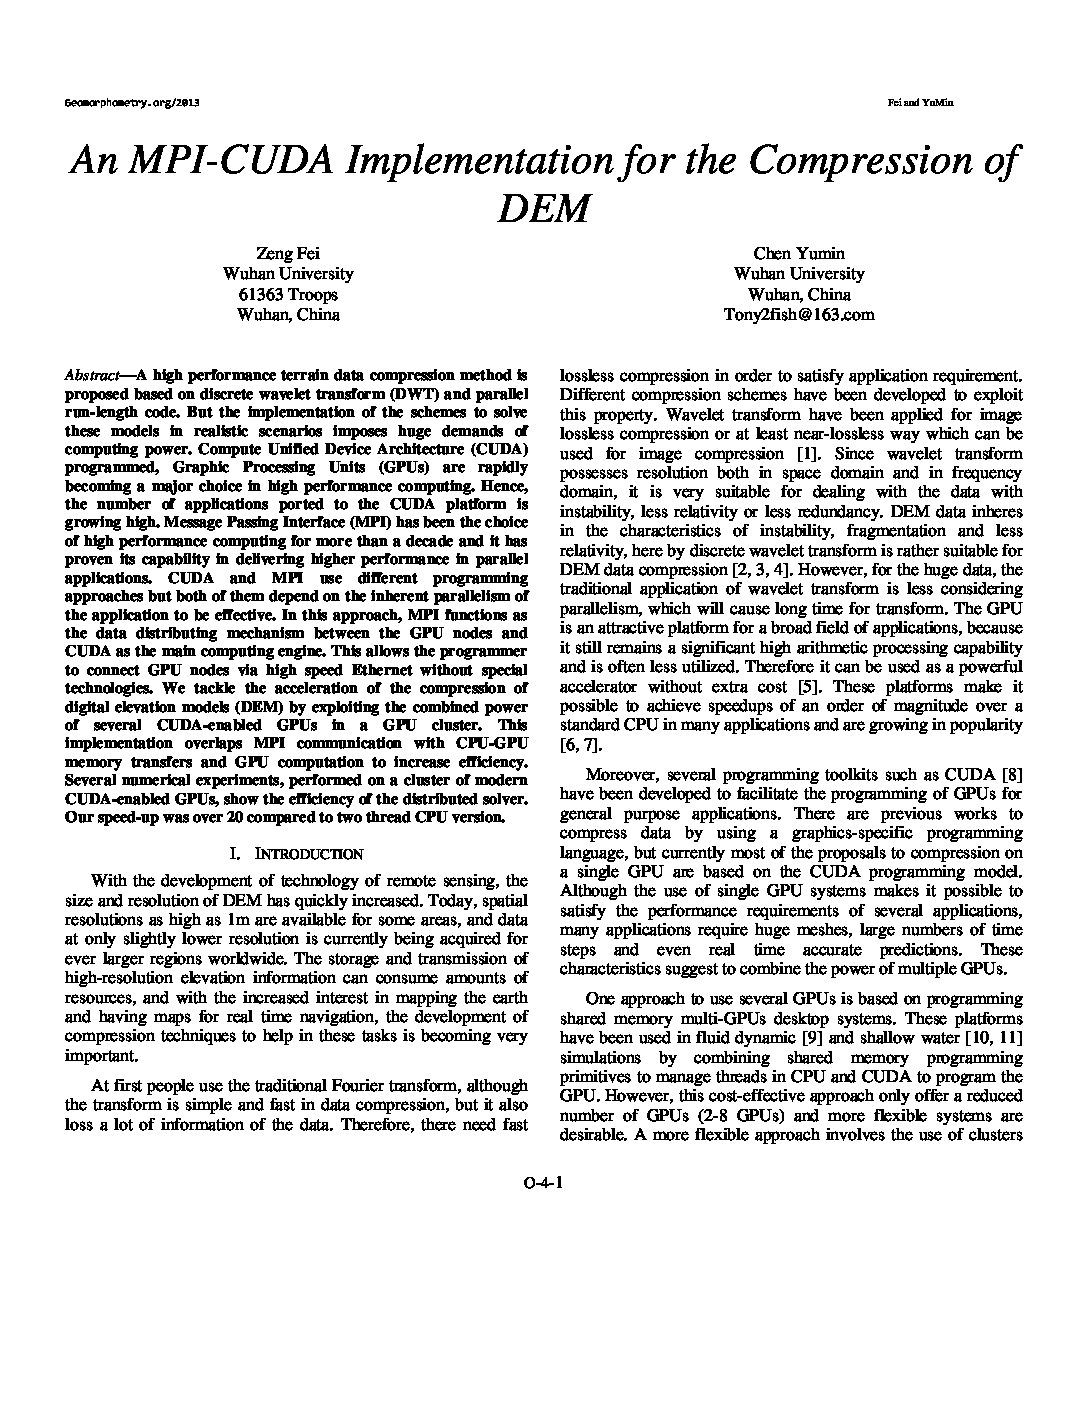 Geomorphometry.org/2013
Fei and YuMin
An MPI-CUDA Implementation for the Compression of
DEM
Zeng Fei
Wuhan University
61363 Troops
Wuhan, China
Chen Yumin
Wuhan University
Wuhan, China
Tony2fish@163.com
Abstract—A high performance terrain data compression method is
proposed based on discrete wavelet transform (DWT) and parallel
run-length code. But the implementation of the schemes to solve
these models in realistic scenarios imposes huge demands of
computing power. Compute Unified Device Architecture (CUDA)
programmed, Graphic Processing Units (GPUs) are rapidly
becoming a major choice in high performance computing. Hence,
the number of applications ported to the CUDA platform is
growing high. Message Passing Interface (MPI) has been the choice
of high performance computing for more than a decade and it has
proven its capability in delivering higher performance in parallel
applications. CUDA and MPI use different programming
approaches but both of them depend on the inherent parallelism of
the application to be effective. In this approach, MPI functions as
the data distributing mechanism between the GPU nodes and
CUDA as the main computing engine. This allows the programmer
to connect GPU nodes via high speed Ethernet without special
technologies. We tackle the acceleration of the compression of
digital elevation models (DEM) by exploiting the combined power
of several CUDA-enabled GPUs in a GPU cluster. This
implementation overlaps MPI communication with CPU-GPU
memory transfers and GPU computation to increase efficiency.
Several numerical experiments, performed on a cluster of modern
CUDA-enabled GPUs, show the efficiency of the distributed solver.
Our speed-up was over 20 compared to two thread CPU version.
I. INTRODUCTION
With the development of technology of remote sensing, the
size and resolution of DEM has quickly increased. Today, spatial
resolutions as high as 1m are available for some areas, and data
at only slightly lower resolution is currently being acquired for
ever larger regions worldwide. The storage and transmission of
high-resolution elevation information can consume amounts of
resources, and with the increased interest in mapping the earth
and having maps for real time navigation, the development of
compression techniques to help in these tasks is becoming very
important.
At first people use the traditional Fourier transform, although
the transform is simple and fast in data compression, but it also
loss a lot of information of the data. Therefore, there need fast
lossless compression in order to satisfy application requirement.
Different compression schemes have been developed to exploit
this property. Wavelet transform have been applied for image
lossless compression or at least near-lossless way which can be
used for image compression [1]. Since wavelet transform
possesses resolution both in space domain and in frequency
domain, it is very suitable for dealing with the data with
instability, less relativity or less redundancy. DEM data inheres
in the characteristics of instability, fragmentation and less
relativity, here by discrete wavelet transform is rather suitable for
DEM data compression [2, 3, 4]. However, for the huge data, the
traditional application of wavelet transform is less considering
parallelism, which will cause long time for transform. The GPU
is an attractive platform for a broad field of applications, because
it still remains a significant high arithmetic processing capability
and is often less utilized. Therefore it can be used as a powerful
accelerator without extra cost [5]. These platforms make it
possible to achieve speedups of an order of magnitude over a
standard CPU in many applications and are growing in popularity
[6, 7].
Moreover, several programming toolkits such as CUDA [8]
have been developed to facilitate the programming of GPUs for
general purpose applications. There are previous works to
compress data by using a graphics-specific programming
language, but currently most of the proposals to compression on
a single GPU are based on the CUDA programming model.
Although the use of single GPU systems makes it possible to
satisfy the performance requirements of several applications,
many applications require huge meshes, large numbers of time
steps and even real time accurate predictions. These
characteristics suggest to combine the power of multiple GPUs.
One approach to use several GPUs is based on programming
shared memory multi-GPUs desktop systems. These platforms
have been used in fluid dynamic [9] and shallow water [10, 11]
simulations by combining shared memory programming
primitives to manage threads in CPU and CUDA to program the
GPU. However, this cost-effective approach only offer a reduced
number of GPUs (2-8 GPUs) and more flexible systems are
desirable. A more flexible approach involves the use of clusters
O-4-1